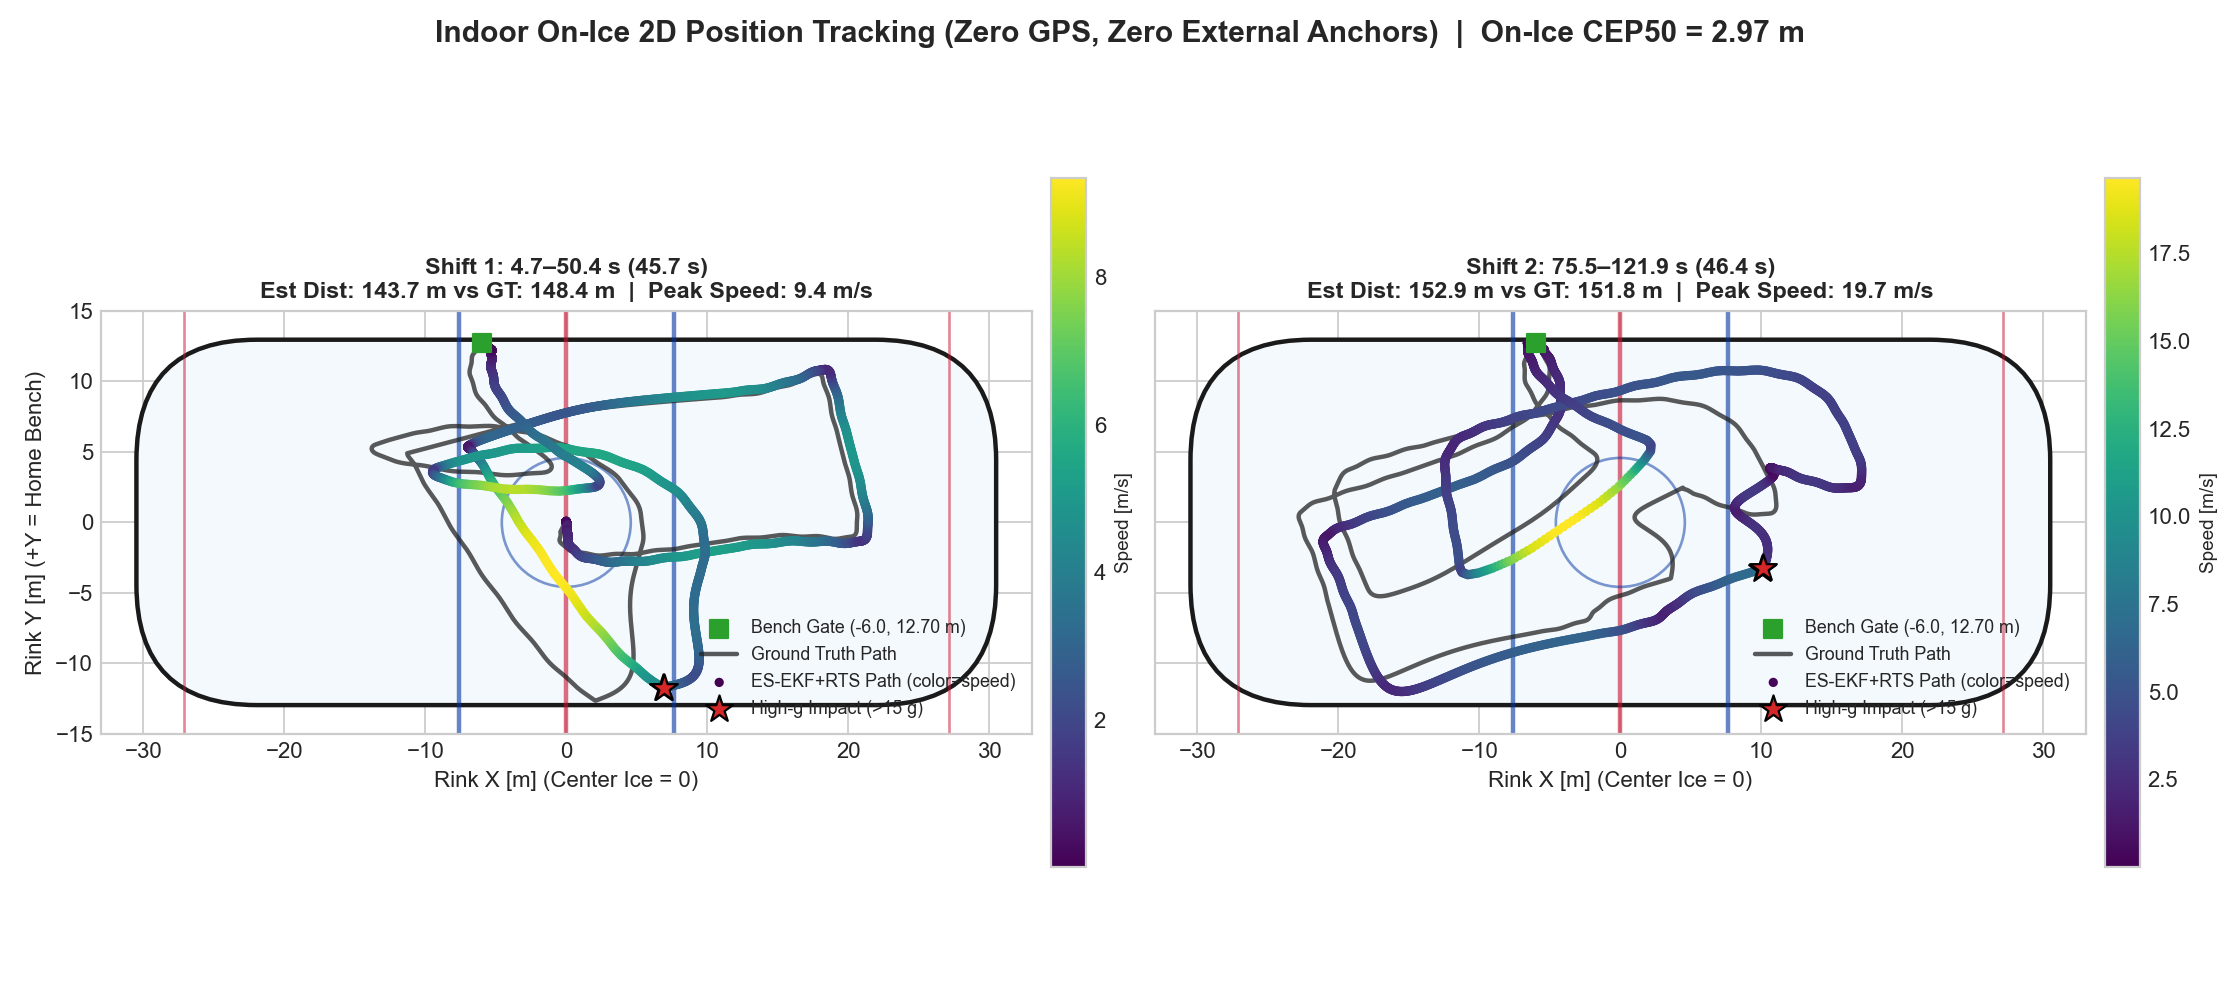 Indoor On-Ice 2D Position Tracking (Zero GPS, Zero External Anchors)  |  On-Ice CEP50 = 2.97 m
Shift 1: 4.7–50.4 s (45.7 s)
Est Dist: 143.7 m vs GT: 148.4 m  |  Peak Speed: 9.4 m/s
15
10
5
0
−5
−10
−15
Rink Y [m] (+Y = Home Bench)
Bench Gate (-6.0, 12.70 m)
Ground Truth Path
ES-EKF+RTS Path (color=speed)
High-g Impact (>15 g)
−30
−20
−10
0
10
20
30
Rink X [m] (Center Ice = 0)
8
6
4
2
Speed [m/s]
Shift 2: 75.5–121.9 s (46.4 s)
Est Dist: 152.9 m vs GT: 151.8 m  |  Peak Speed: 19.7 m/s
Bench Gate (-6.0, 12.70 m)
Ground Truth Path
ES-EKF+RTS Path (color=speed)
High-g Impact (>15 g)
−30
−20
−10
0
10
20
30
Rink X [m] (Center Ice = 0)
17.5
15.0
12.5
10.0
7.5
5.0
2.5
Speed [m/s]